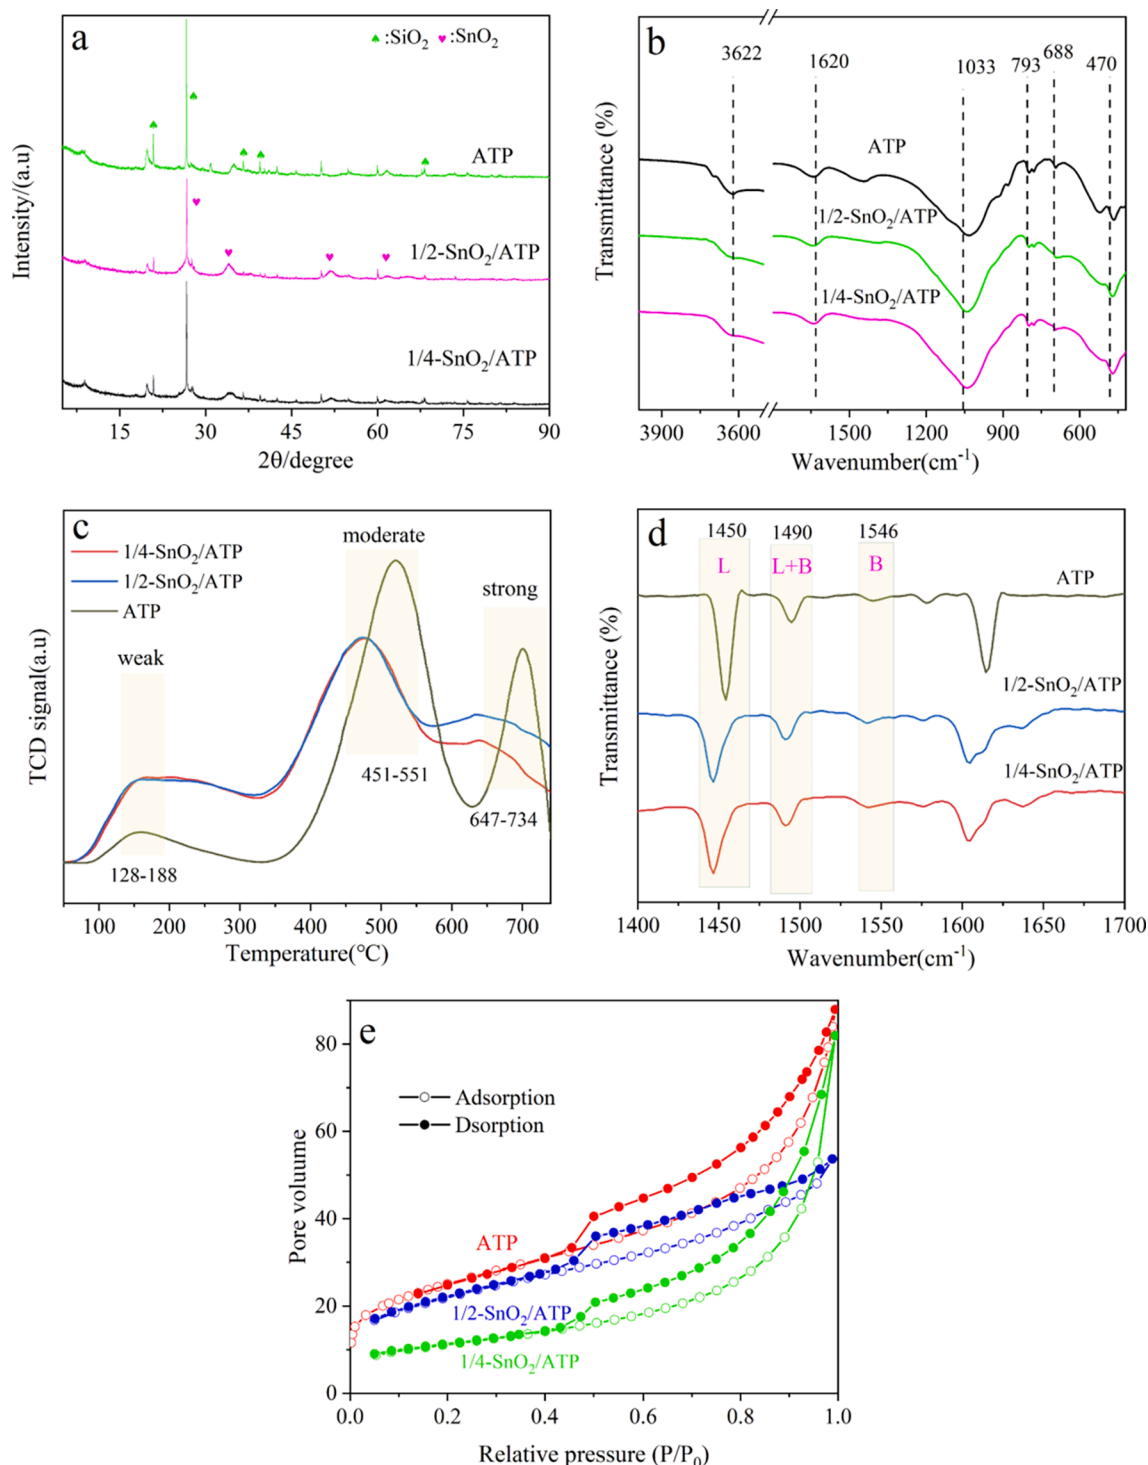 a
♠:SiO₂ ♥:SnO₂
ATP
1/2-SnO₂/ATP
1/4-SnO₂/ATP
Intensity/(a.u)
15 30 45 60 75 90
2θ/degree
b
3622 1620 1033 793 688 470
ATP
1/2-SnO₂/ATP
1/4-SnO₂/ATP
Transmittance (%)
3900 3600 1500 1200 900 600
Wavenumber(cm⁻¹)
c
1/4-SnO₂/ATP
1/2-SnO₂/ATP
ATP
weak
moderate
strong
128-188
451-551
647-734
TCD signal(a.u)
100 200 300 400 500 600 700
Temperature(℃)
d
1450 1490 1546
L L+B B
ATP
1/2-SnO₂/ATP
1/4-SnO₂/ATP
Transmittance (%)
1400 1450 1500 1550 1600 1650 1700
Wavenumber(cm⁻¹)
e
Adsorption
Dsorption
ATP
1/2-SnO₂/ATP
1/4-SnO₂/ATP
Pore voluume
80
60
40
20
0
0.0 0.2 0.4 0.6 0.8 1.0
Relative pressure (P/P₀)